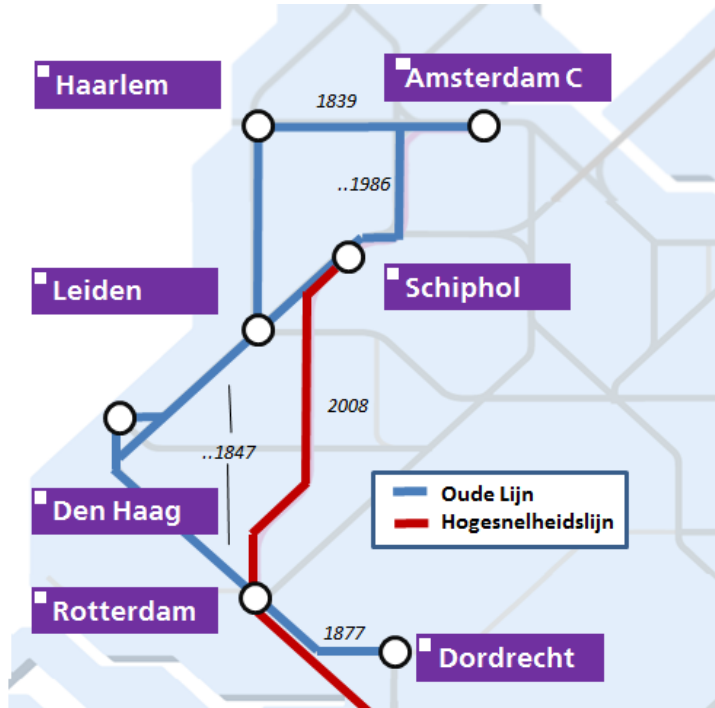 Haarlem
Amsterdam C
1839
..1986
Leiden
Schiphol
2008
..1847
Oude Lijn
Hogesnelheidslijn
Den Haag
Rotterdam
1877
Dordrecht